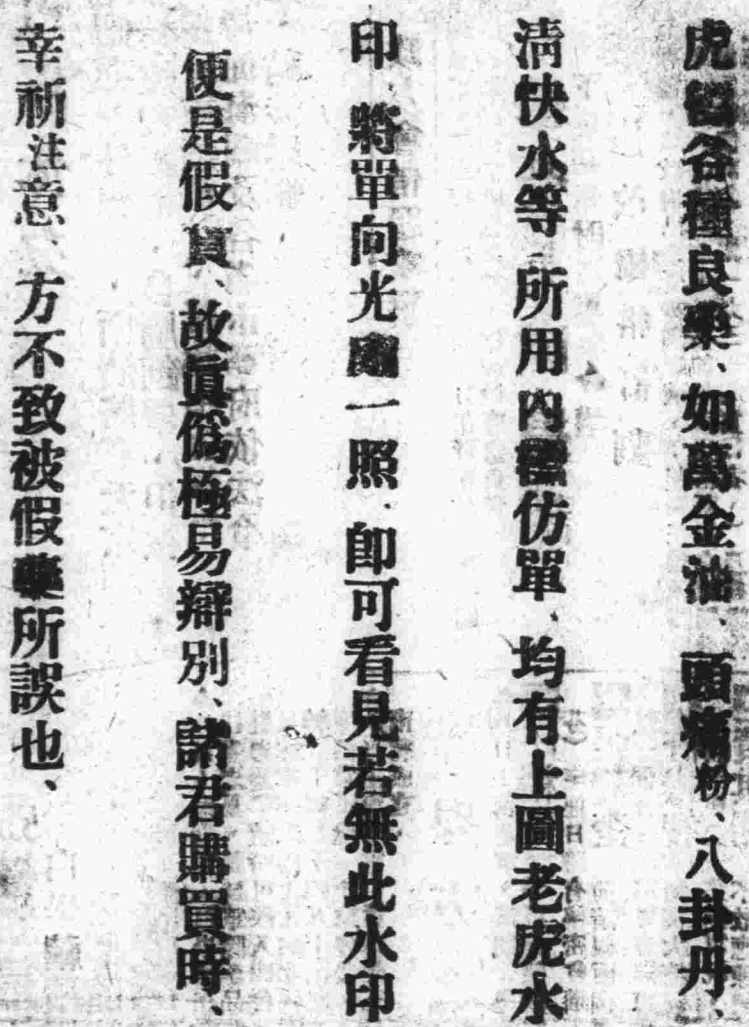 虎標各種良藥、如萬金油、頭痛粉、八卦丹、
清快水等、所用內標仿單、均有上圖老虎水
印、將單向光處一照、卽可看見若無此水印
便是假貨、故眞僞極易辯別、諸君購買時、
幸祈注意、方不致被假藥所誤也、